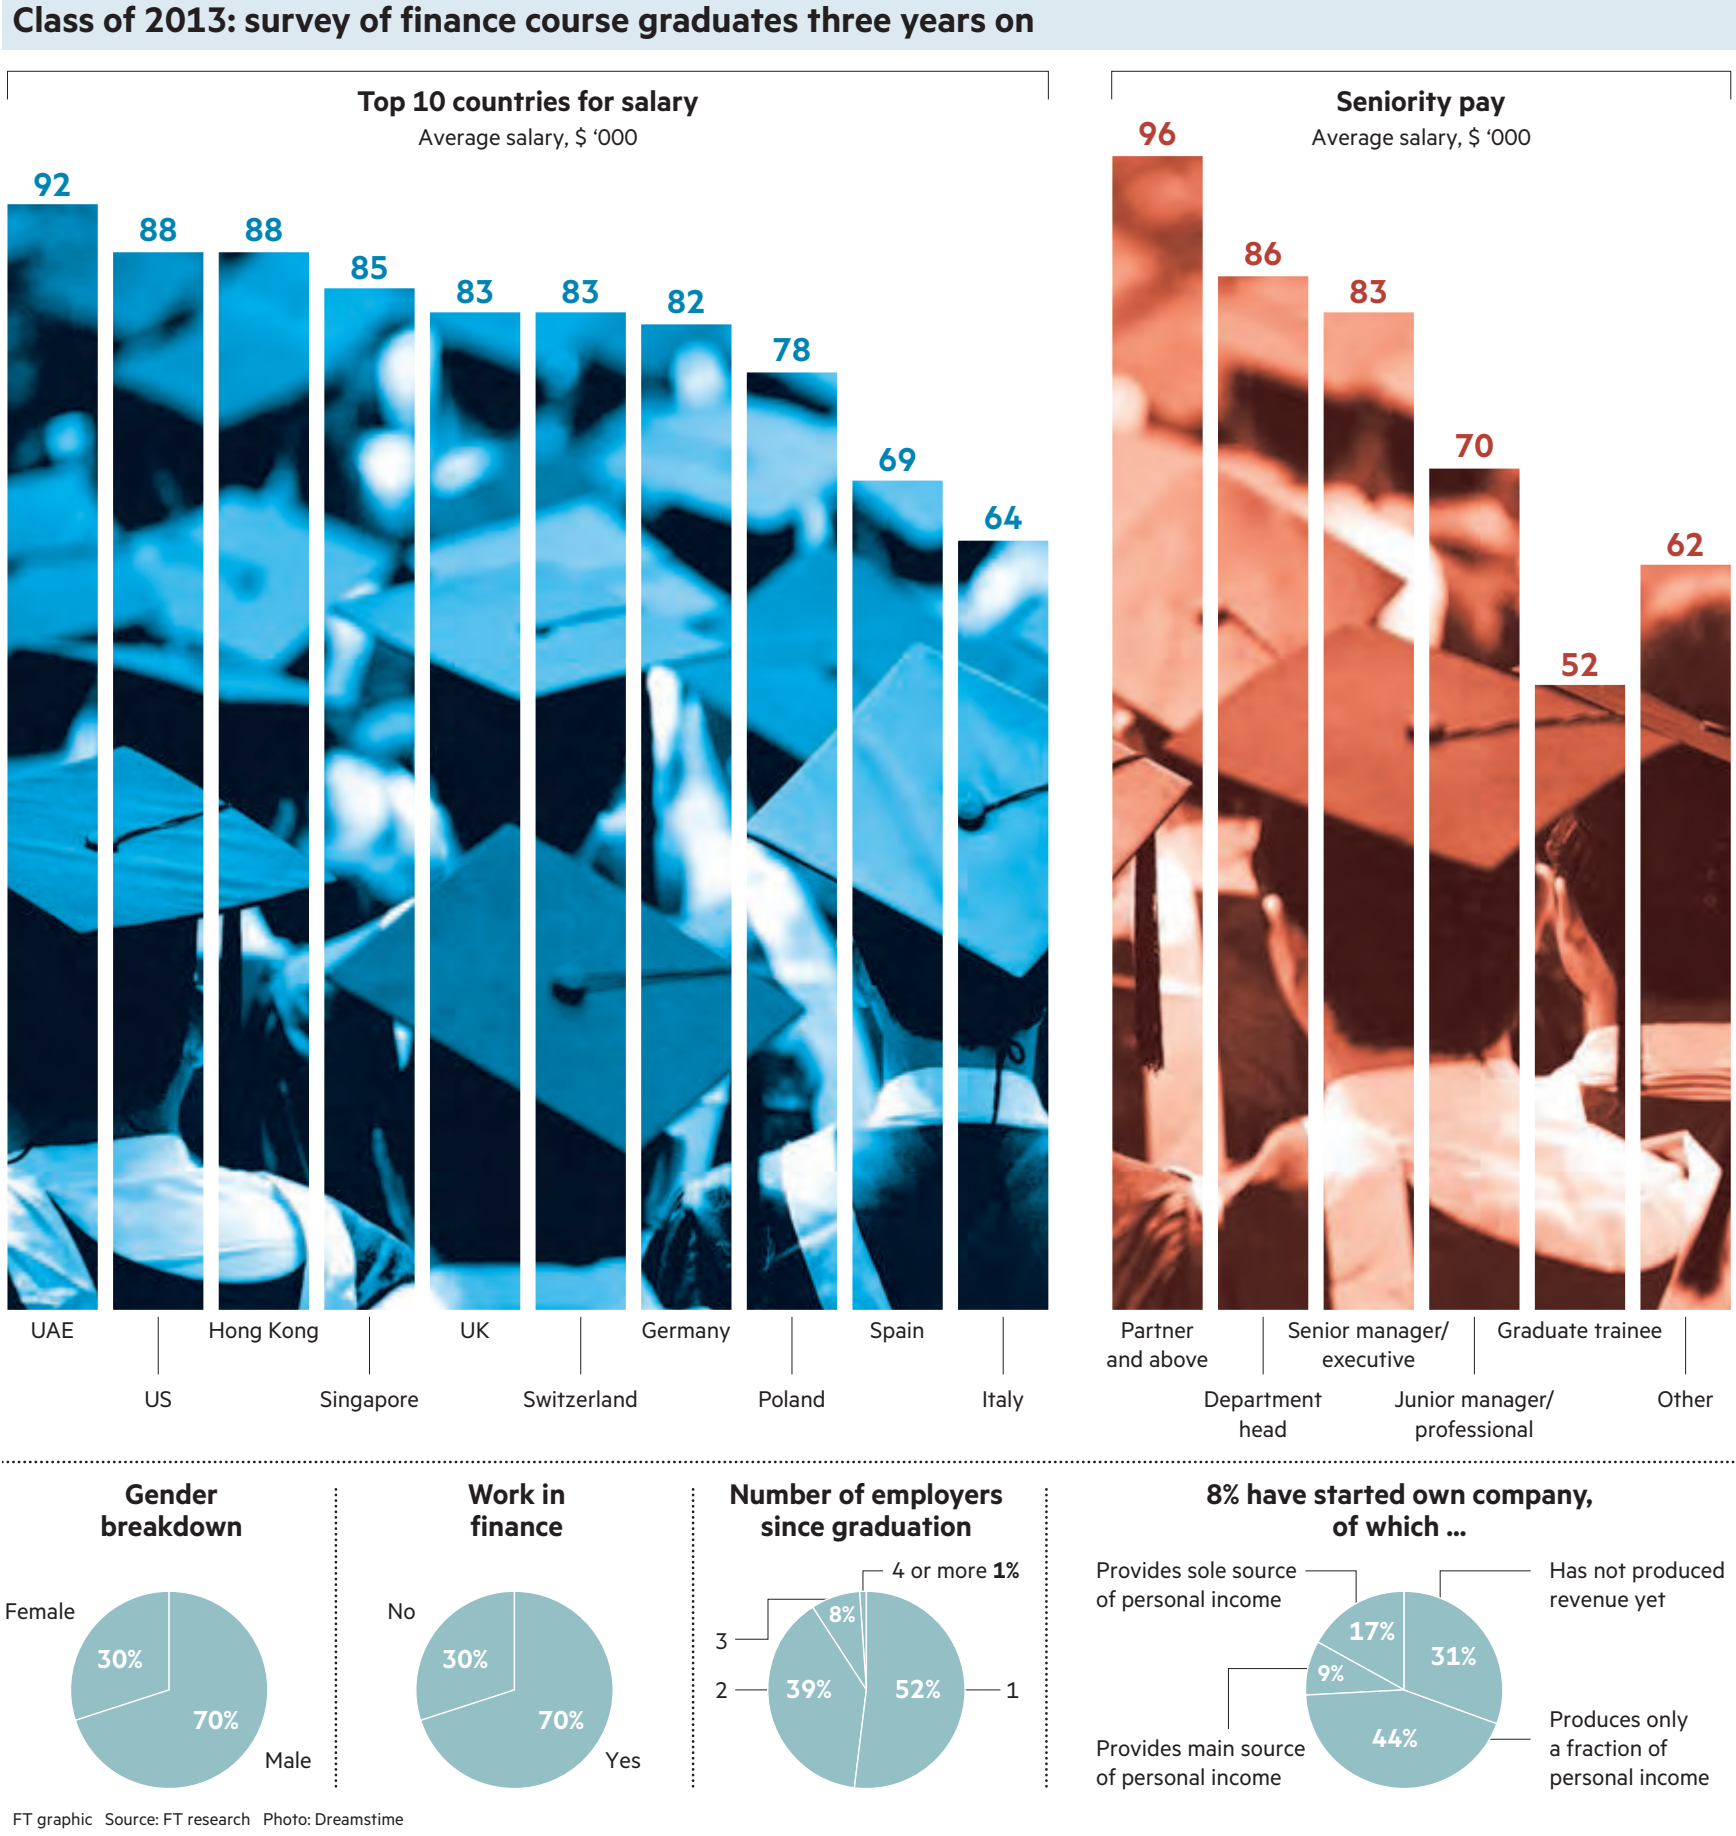 Class of 2013: survey of finance course graduates three years on
Top 10 countries for salary
Average salary, $ ‘000
92
88
88
85
83
83
82
78
69
64
UAE
US
Hong Kong
Singapore
UK
Switzerland
Germany
Poland
Spain
Italy
Seniority pay
Average salary, $ ‘000
96
86
83
70
52
62
Partner
and above
Department
head
Senior manager/
executive
Junior manager/
professional
Graduate trainee
Other
Gender
breakdown
Female
30%
70%
Male
Work in
finance
No
30%
70%
Yes
Number of employers
since graduation
4 or more 1%
8%
3
2
39%
52%
1
8% have started own company,
of which ...
Provides sole source
of personal income
Has not produced
revenue yet
17%
31%
9%
44%
Provides main source
of personal income
Produces only
a fraction of
personal income
FT graphic Source: FT research Photo: Dreamstime